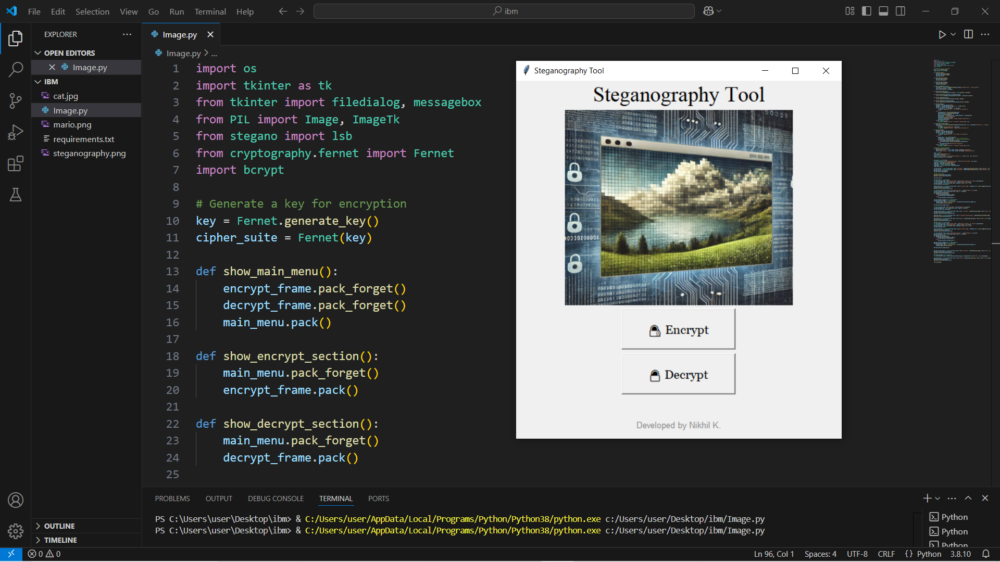 File Edit Selection View Go Run Terminal Help
ibm
EXPLORER
OPEN EDITORS
Image.py
IBM
cat.jpg
Image.py
mario.png
requirements.txt
steganography.png
OUTLINE
TIMELINE
Image.py
Image.py > ...
1 import os
2 import tkinter as tk
3 from tkinter import filedialog, messagebox
4 from PIL import Image, ImageTk
5 from stegano import lsb
6 from cryptography.fernet import Fernet
7 import bcrypt
8
9 # Generate a key for encryption
10 key = Fernet.generate_key()
11 cipher_suite = Fernet(key)
12
13 def show_main_menu():
14     encrypt_frame.pack_forget()
15     decrypt_frame.pack_forget()
16     main_menu.pack()
17
18 def show_encrypt_section():
19     main_menu.pack_forget()
20     encrypt_frame.pack()
21
22 def show_decrypt_section():
23     main_menu.pack_forget()
24     decrypt_frame.pack()
25
Steganography Tool
Steganography Tool
Encrypt
Decrypt
Developed by Nikhil K.
PROBLEMS OUTPUT DEBUG CONSOLE TERMINAL PORTS
PS C:\Users\user\Desktop\ibm> & C:/Users/user/AppData/Local/Programs/Python/Python38/python.exe c:/Users/user/Desktop/ibm/Image.py
PS C:\Users\user\Desktop\ibm> & C:/Users/user/AppData/Local/Programs/Python/Python38/python.exe c:/Users/user/Desktop/ibm/Image.py
Python
Python
Python
0 0
Ln 96, Col 1 Spaces: 4 UTF-8 CRLF {} Python 3.8.10